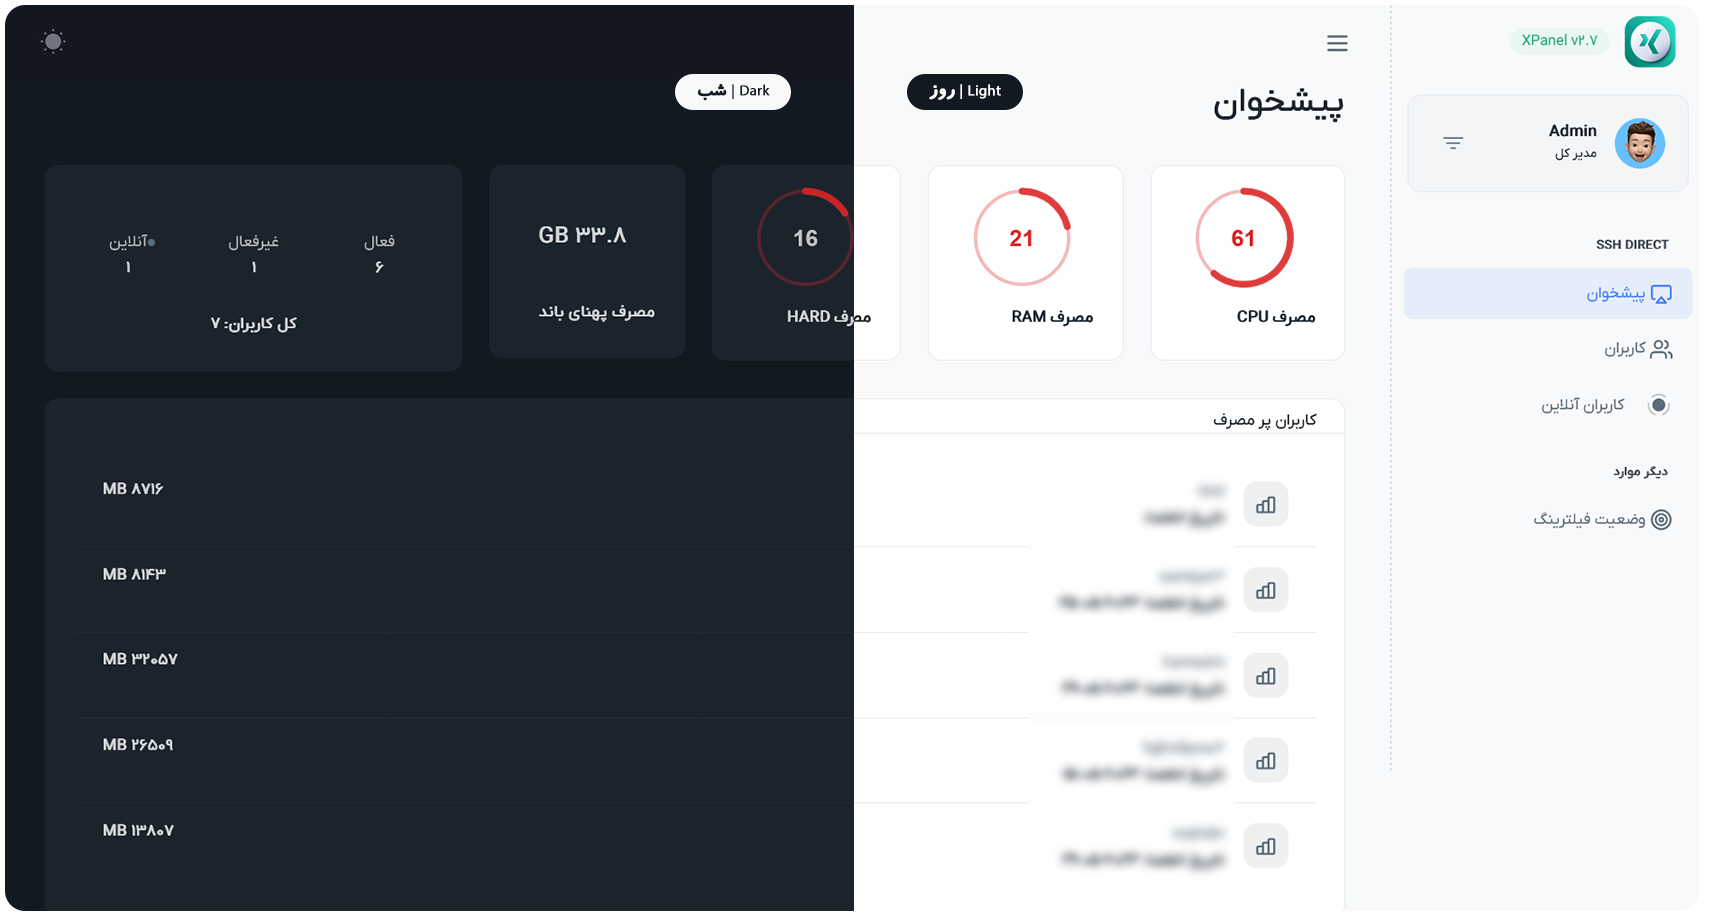 XPanel v۲.۷
Admin
مدیر کل
SSH DIRECT
پیشخوان
کاربران
کاربران آنلاین
دیگر موارد
وضعیت فیلترینگ
Light | روز
Dark | شب
پیشخوان
61
مصرف CPU
21
مصرف RAM
16
مصرف HARD
GB ۳۳.۸
مصرف پهنای باند
فعال
۶
غیرفعال
۱
آنلاین
۱
کل کاربران: ۷
کاربران پر مصرف
MB ۸۷۱۶
MB ۸۱۴۳
MB ۳۲۰۵۷
MB ۲۶۵۰۹
MB ۱۳۸۰۷